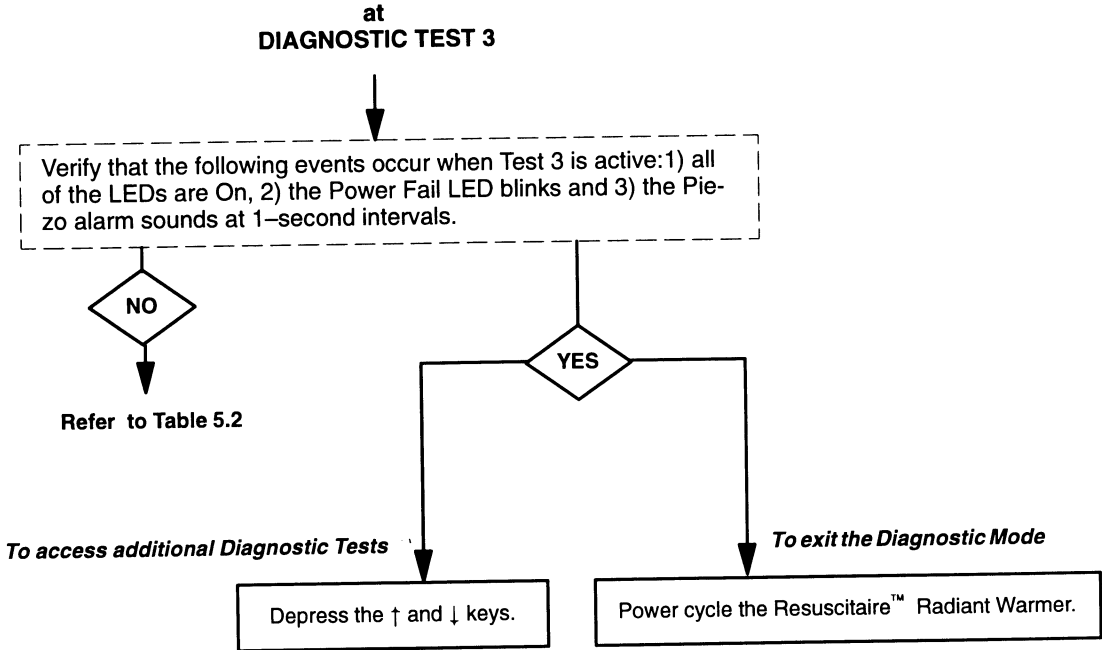 at
DIAGNOSTIC TEST 3
Verify that the following events occur when Test 3 is active:1) all
of the LEDs are On, 2) the Power Fail LED blinks and 3) the Pie-
zo alarm sounds at 1–second intervals.
NO
YES
Refer to Table 5.2
To access additional Diagnostic Tests
To exit the Diagnostic Mode
Depress the ↑ and ↓ keys.
Power cycle the Resuscitaire™ Radiant Warmer.